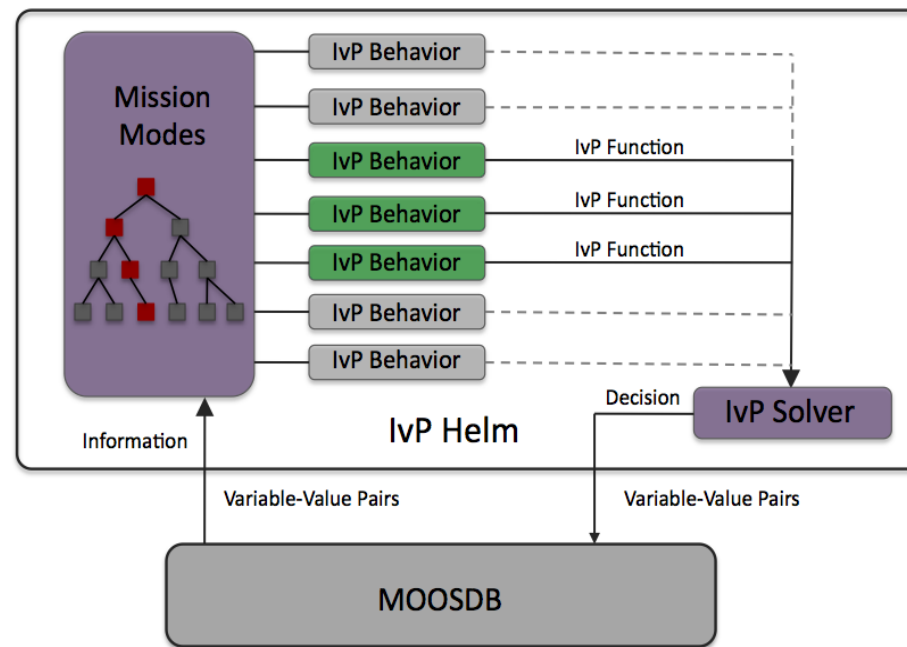 Mission
Modes
IvP Behavior
IvP Behavior
IvP Behavior
IvP Function
IvP Behavior
IvP Function
IvP Behavior
IvP Function
IvP Behavior
IvP Behavior
Decision
IvP Solver
IvP Helm
Information
Variable-Value Pairs
Variable-Value Pairs
MOOSDB